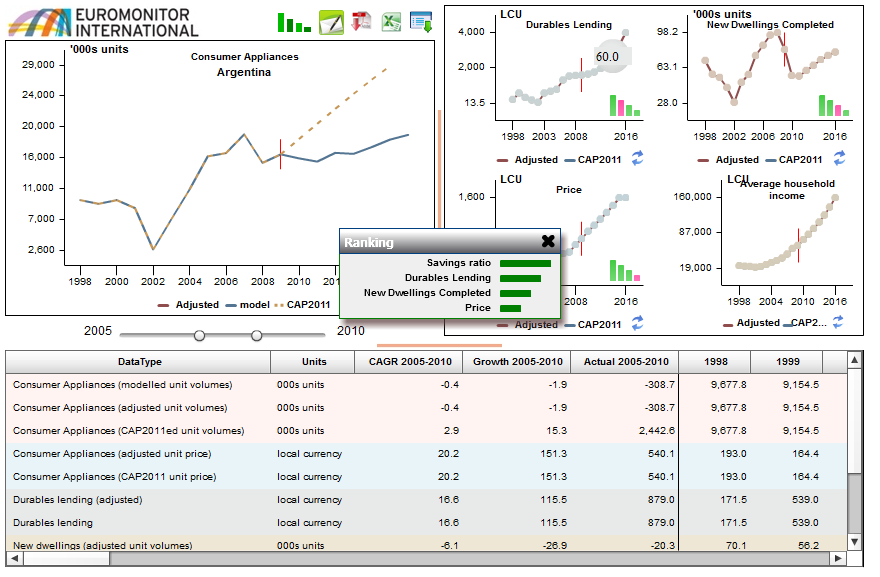 EUROMONITOR
INTERNATIONAL
'000s units
Consumer Appliances
Argentina
29,000
24,000
20,000
16,000
11,000
7,000
2,600
1998 2000 2002 2004 2006 2008 2010
Adjusted model CAP2011
2005 2010
LCU
Durables Lending
4,000
2,000
13.5
60.0
1998 2003 2008 2016
Adjusted CAP2011
'000s units
New Dwellings Completed
98.2
63.1
28.0
1998 2002 2006 2010 2016
Adjusted CAP2011
LCU
Price
1,600
2008 2016
Adjusted CAP2011
LCU
Average household
income
160,000
87,000
19,000
1998 2004 2010 2016
Adjusted CAP2...
Ranking
Savings ratio
Durables Lending
New Dwellings Completed
Price
DataType Units CAGR 2005-2010 Growth 2005-2010 Actual 2005-2010 1998 1999
Consumer Appliances (modelled unit volumes) 000s units -0.4 -1.9 -308.7 9,677.8 9,154.5
Consumer Appliances (adjusted unit volumes) 000s units -0.4 -1.9 -308.7 9,677.8 9,154.5
Consumer Appliances (CAP2011ed unit volumes) 000s units 2.9 15.3 2,442.6 9,677.8 9,154.5
Consumer Appliances (adjusted unit price) local currency 20.2 151.3 540.1 193.0 164.4
Consumer Appliances (CAP2011 unit price) local currency 20.2 151.3 540.1 193.0 164.4
Durables lending (adjusted) local currency 16.6 115.5 879.0 171.5 539.0
Durables lending local currency 16.6 115.5 879.0 171.5 539.0
New dwellings (adjusted unit volumes) 000s units -6.1 -26.9 -20.3 70.1 56.2